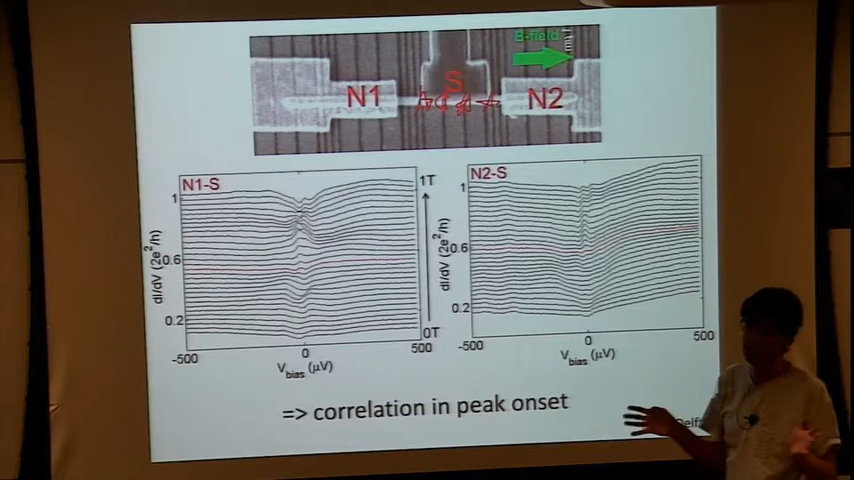 B-field
N1
S
N2
N1-S
N2-S
1T
0T
1
0.6
0.2
dI/dV (2e²/h)
-500
0
500
V_bias (µV)
1
0.6
0.2
dI/dV (2e²/h)
-500
0
500
V_bias (µV)
=> correlation in peak onset